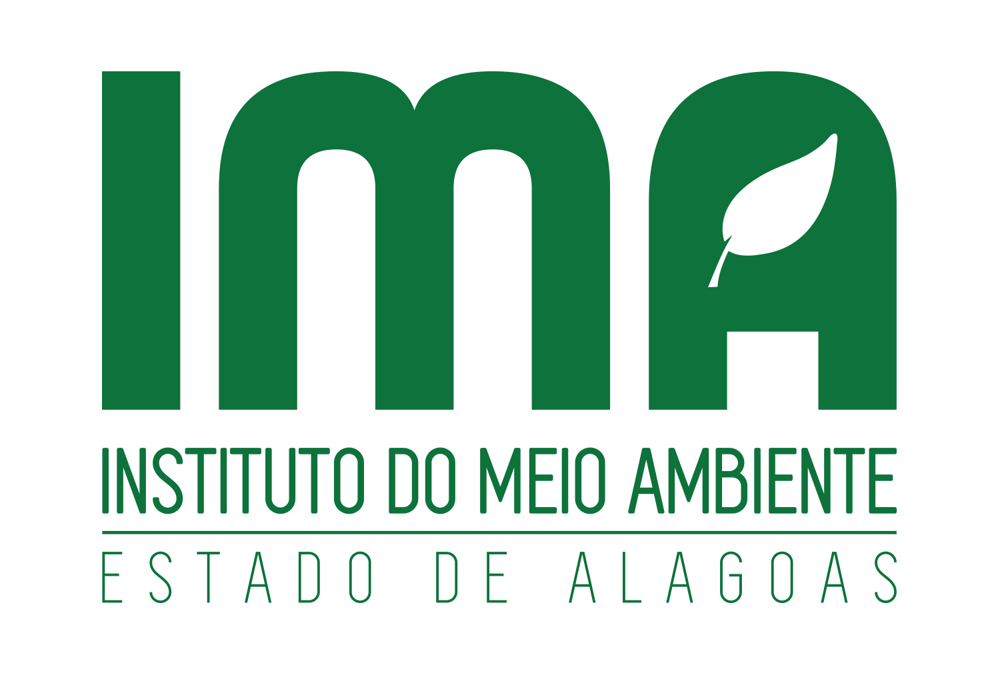 IMA
INSTITUTO DO MEIO AMBIENTE
ESTADO DE ALAGOAS